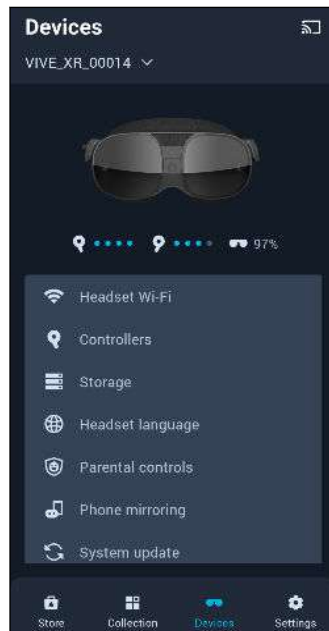 Devices
VIVE_XR_00014
97%
Headset Wi-Fi
Controllers
Storage
Headset language
Parental controls
Phone mirroring
System update
Store
Collection
Devices
Settings